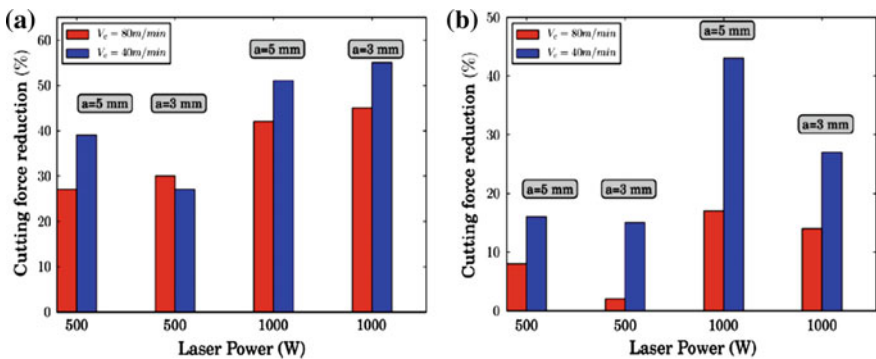 (a)
V_c = 80m/min
V_c = 40m/min
a=5 mm
a=3 mm
a=5 mm
a=3 mm
Cutting force reduction (%)
60
50
40
30
20
10
0
500
500
1000
1000
Laser Power (W)
(b)
V_c = 80m/min
V_c = 40m/min
a=5 mm
a=3 mm
a=5 mm
a=3 mm
Cutting force reduction (%)
50
40
30
20
10
0
500
500
1000
1000
Laser Power (W)